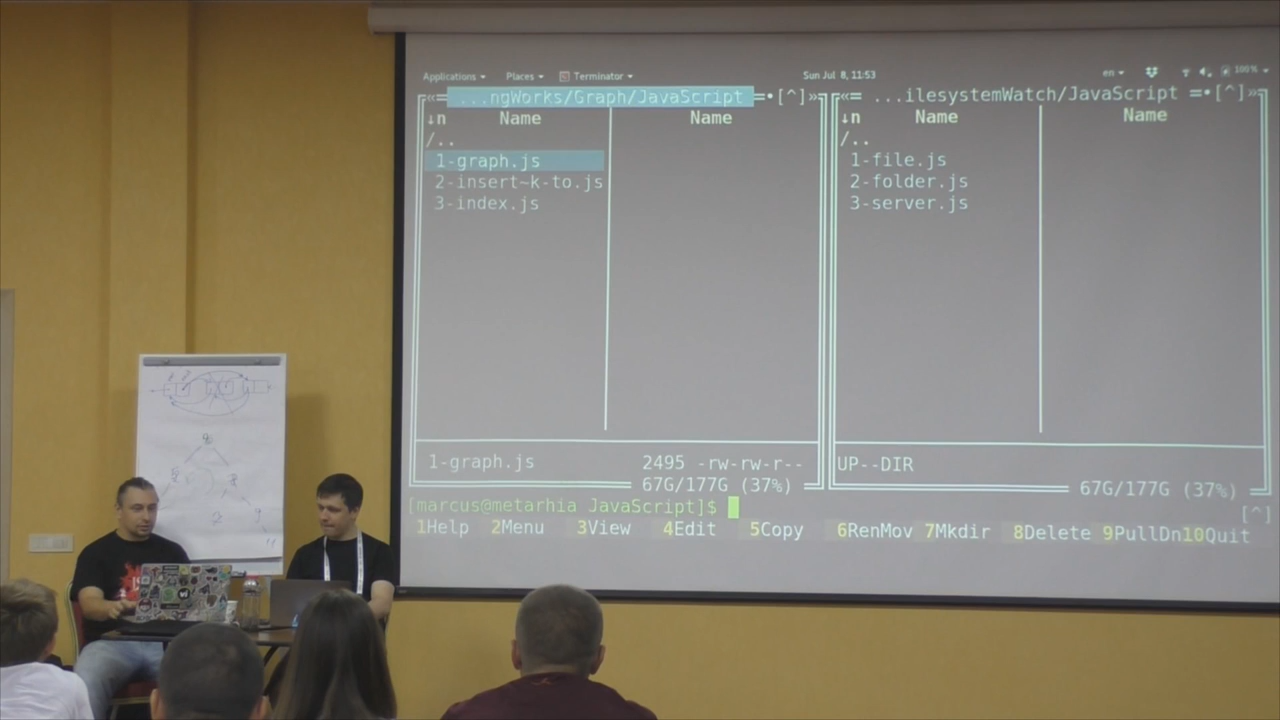 Applications Places Terminator Sun Jul 8, 11:53 en 100%
...ngWorks/Graph/JavaScript
↓n Name Name
/..
1-graph.js
2-insert~k-to.js
3-index.js
1-graph.js 2495 -rw-rw-r--
67G/177G (37%)
...ilesystemWatch/JavaScript
↓n Name Name
/..
1-file.js
2-folder.js
3-server.js
UP--DIR
67G/177G (37%)
[marcus@metarhia JavaScript]$
[^]
1Help 2Menu 3View 4Edit 5Copy 6RenMov 7Mkdir 8Delete 9PullDn 10Quit